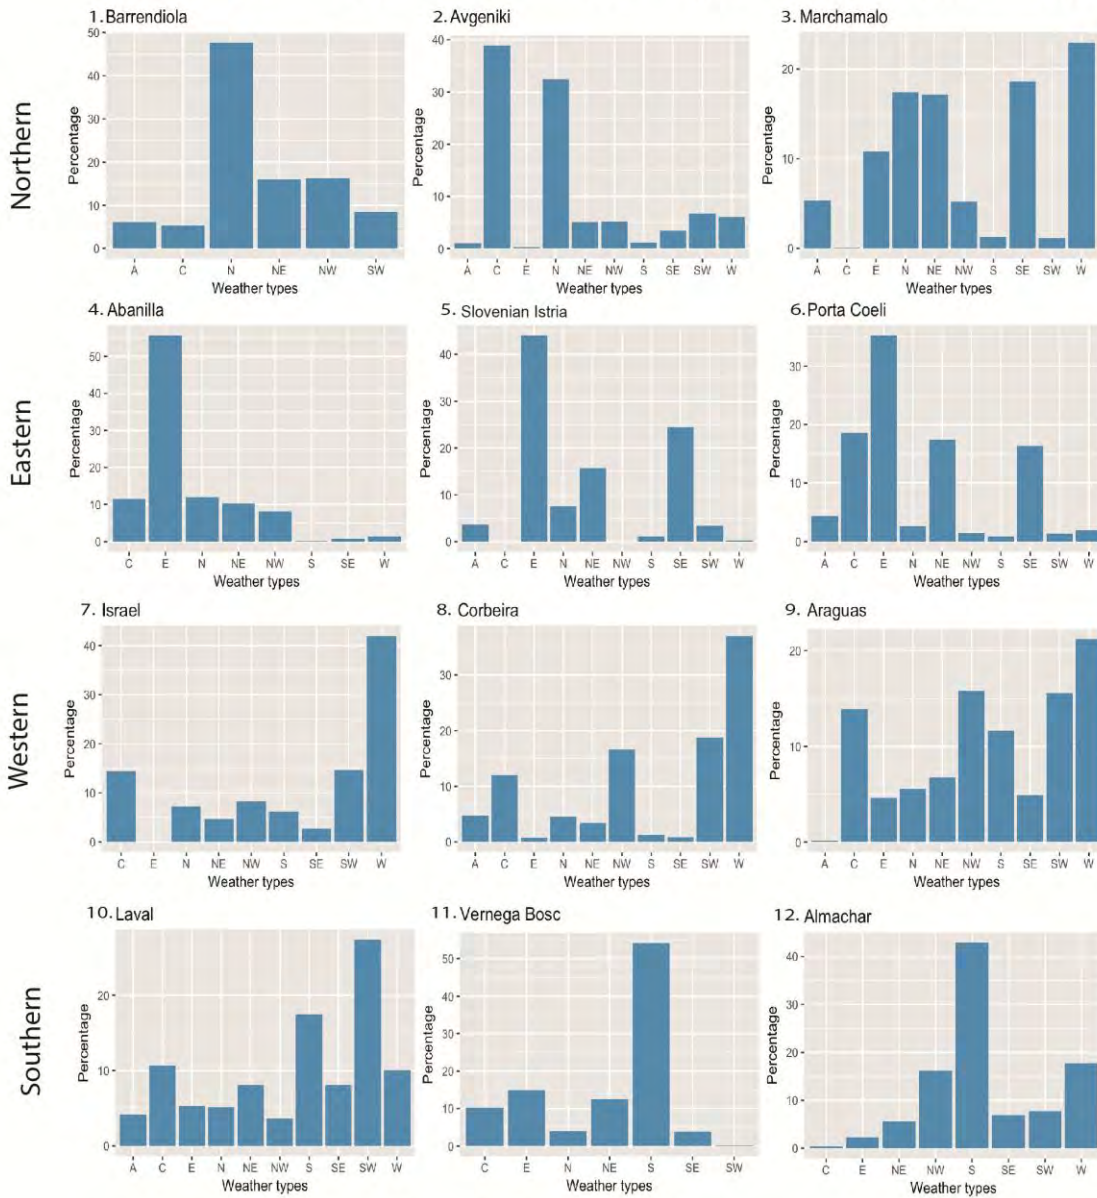 Northern
1. Barrendiola
Percentage
50
40
30
20
10
0
A C N NE NW SW
Weather types
2. Avgeniki
Percentage
40
30
20
10
0
A C E N NE NW S SE SW W
Weather types
3. Marchamalo
Percentage
20
10
0
A C E N NE NW S SE SW W
Weather types
Eastern
4. Abanilla
Percentage
50
40
30
20
10
0
C E N NE NW S SE W
Weather types
5. Slovenian Istria
Percentage
40
30
20
10
0
A C E N NE NW S SE SW W
Weather types
6. Porta Coeli
Percentage
30
20
10
0
A C E N NE NW S SE SW W
Weather types
Western
7. Israel
Percentage
40
30
20
10
0
C E N NE NW S SE SW W
Weather types
8. Corbeira
Percentage
30
20
10
0
A C E N NE NW S SE SW W
Weather types
9. Araguas
Percentage
20
10
0
A C E N NE NW S SE SW W
Weather types
Southern
10. Laval
Percentage
20
10
0
A C E N NE NW S SE SW W
Weather types
11. Vernega Bosc
Percentage
50
40
30
20
10
0
C E N NE S SE SW
Weather types
12. Almachar
Percentage
40
30
20
10
0
C E NE NW S SE SW W
Weather types